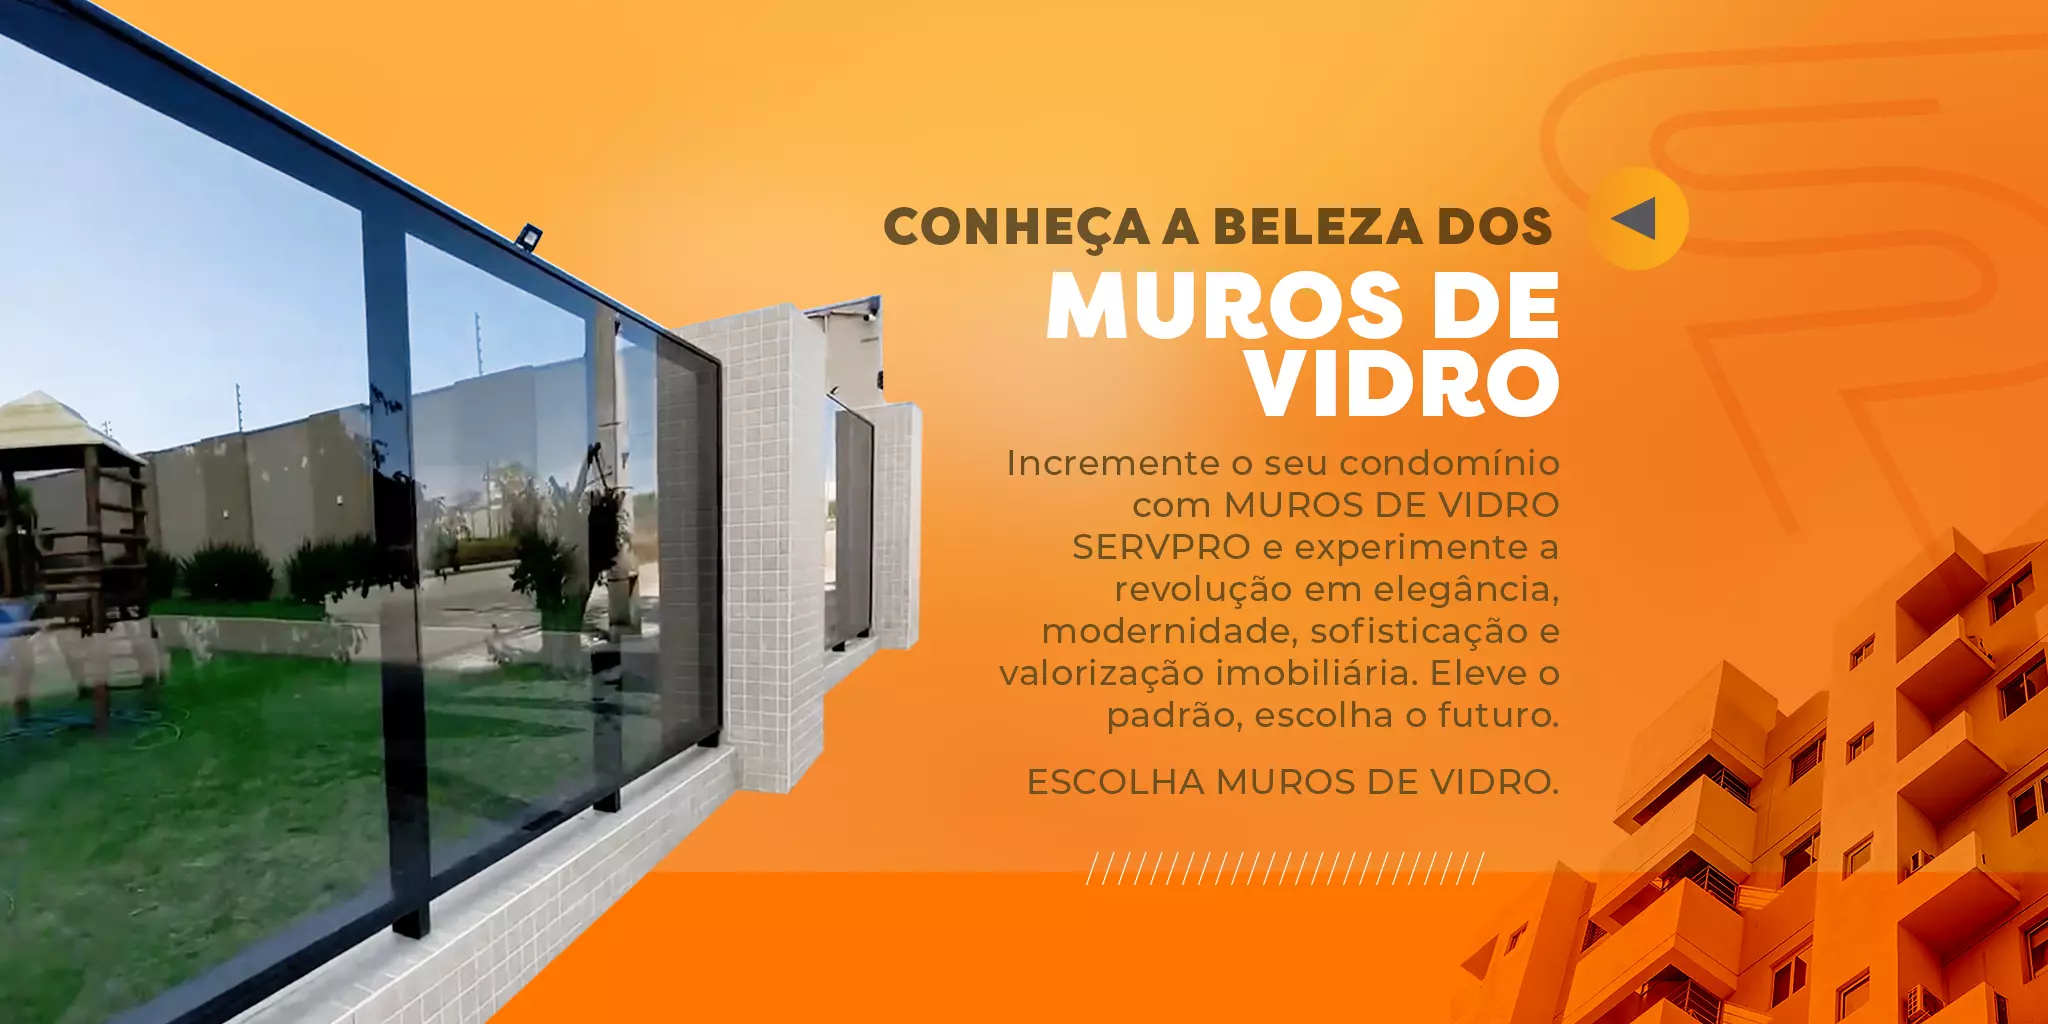 CONHEÇA A BELEZA DOS
MUROS DE
VIDRO
Incremente o seu condomínio
com MUROS DE VIDRO
SERVPRO e experimente a
revolução em elegância,
modernidade, sofisticação e
valorização imobiliária. Eleve o
padrão, escolha o futuro.
ESCOLHA MUROS DE VIDRO.